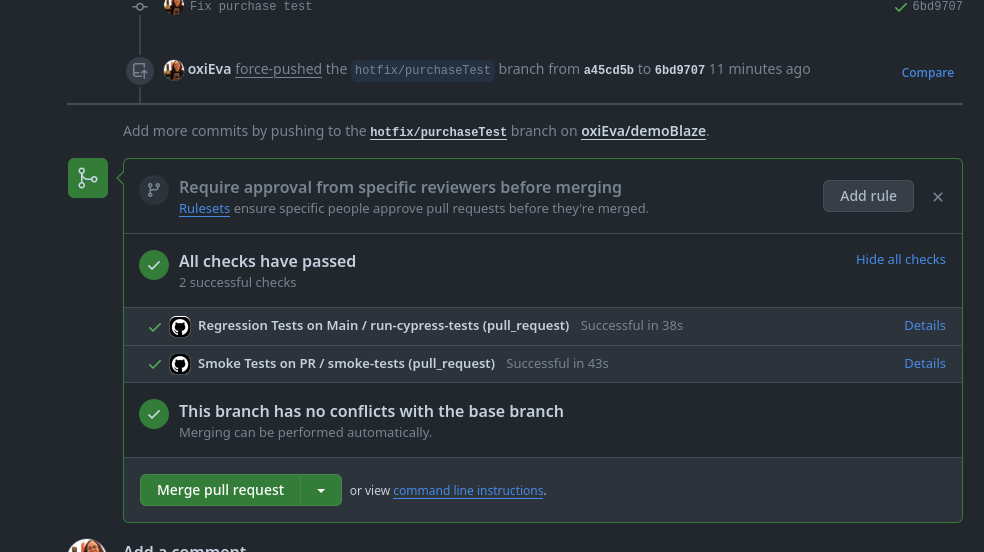 Fix purchase test 6bd9707
oxiEva force-pushed the hotfix/purchaseTest branch from a45cd5b to 6bd9707 11 minutes ago
Compare
Add more commits by pushing to the hotfix/purchaseTest branch on oxiEva/demoBlaze.
Require approval from specific reviewers before merging
Rulesets ensure specific people approve pull requests before they're merged.
Add rule
All checks have passed
2 successful checks
Hide all checks
Regression Tests on Main / run-cypress-tests (pull_request) Successful in 38s Details
Smoke Tests on PR / smoke-tests (pull_request) Successful in 43s Details
This branch has no conflicts with the base branch
Merging can be performed automatically.
Merge pull request or view command line instructions.
Add a comment